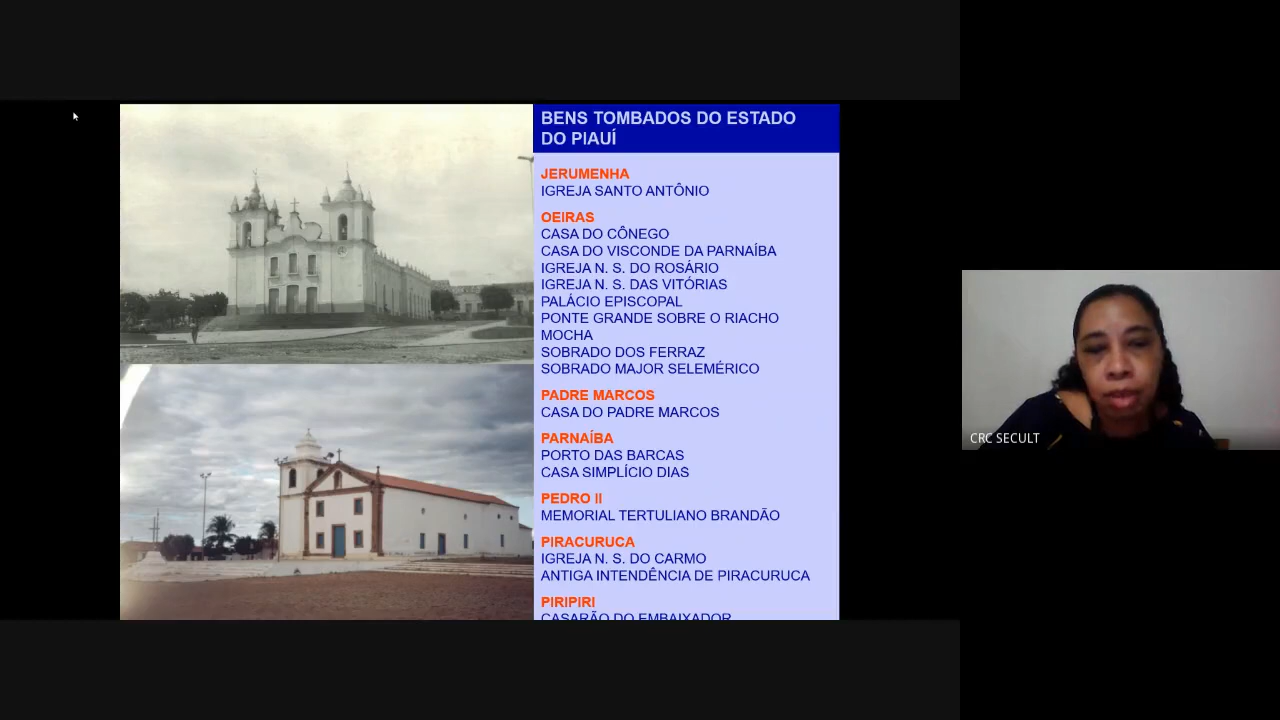 BENS TOMBADOS DO ESTADO
DO PIAUÍ
JERUMENHA
IGREJA SANTO ANTÔNIO
OEIRAS
CASA DO CÔNEGO
CASA DO VISCONDE DA PARNAÍBA
IGREJA N. S. DO ROSÁRIO
IGREJA N. S. DAS VITÓRIAS
PALÁCIO EPISCOPAL
PONTE GRANDE SOBRE O RIACHO
MOCHA
SOBRADO DOS FERRAZ
SOBRADO MAJOR SELEMÉRICO
PADRE MARCOS
CASA DO PADRE MARCOS
PARNAÍBA
PORTO DAS BARCAS
CASA SIMPLÍCIO DIAS
PEDRO II
MEMORIAL TERTULIANO BRANDÃO
PIRACURUCA
IGREJA N. S. DO CARMO
ANTIGA INTENDÊNCIA DE PIRACURUCA
PIRIPIRI
CASARÃO DO EMBAIXADOR
CRC SECULT